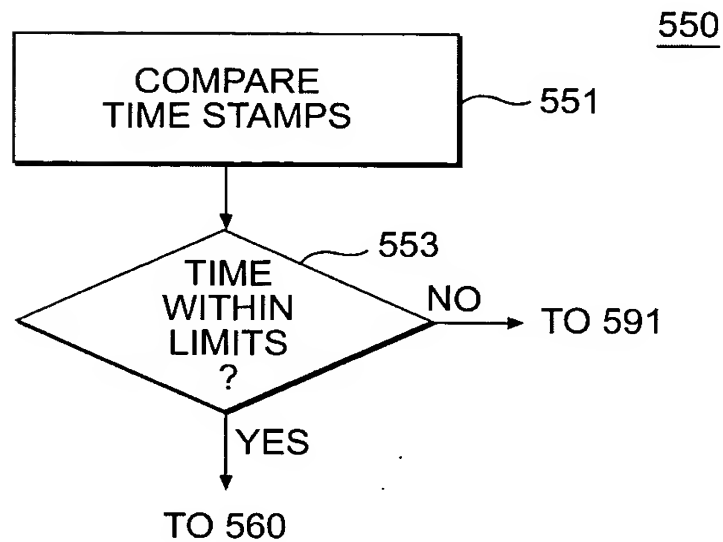 550
COMPARE
TIME STAMPS
551
553
TIME
WITHIN
LIMITS
?
NO
TO 591
YES
TO 560